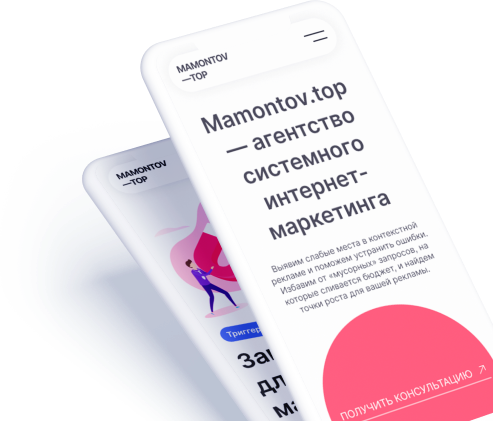 MAMONTOV
—TOP
Mamontov.top
— агентство
системного
интернет-
маркетинга
Выявим слабые места в контекстной
рекламе и поможем устранить ошибки.
Избавим от «мусорных» запросов, на
которые сливается бюджет, и найдем
точки роста для вашей рекламы.
ПОЛУЧИТЬ КОНСУЛЬТАЦИЮ
MAMONTOV
—TOP